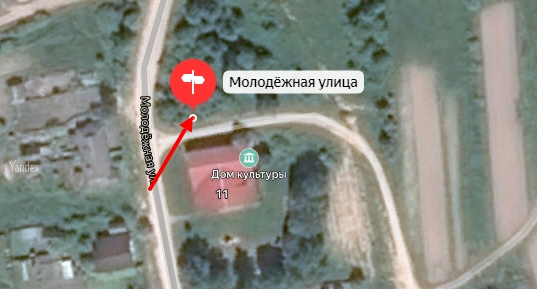 Молодёжная улица
Молодёжная ул.
Yandex
Дом культуры
11